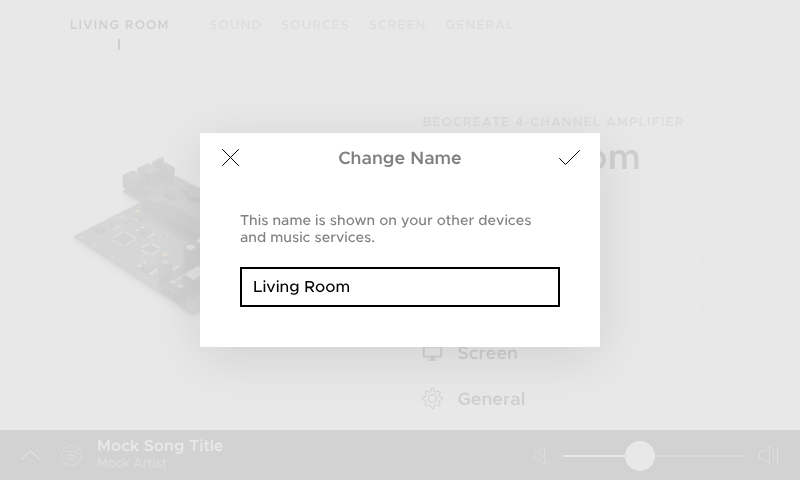 LIVING ROOM SOUND SOURCES SCREEN GENERAL
BEOCREATE 4-CHANNEL AMPLIFIER
Change Name
This name is shown on your other devices
and music services.
Living Room
Screen
General
Mock Song Title
Mock Artist